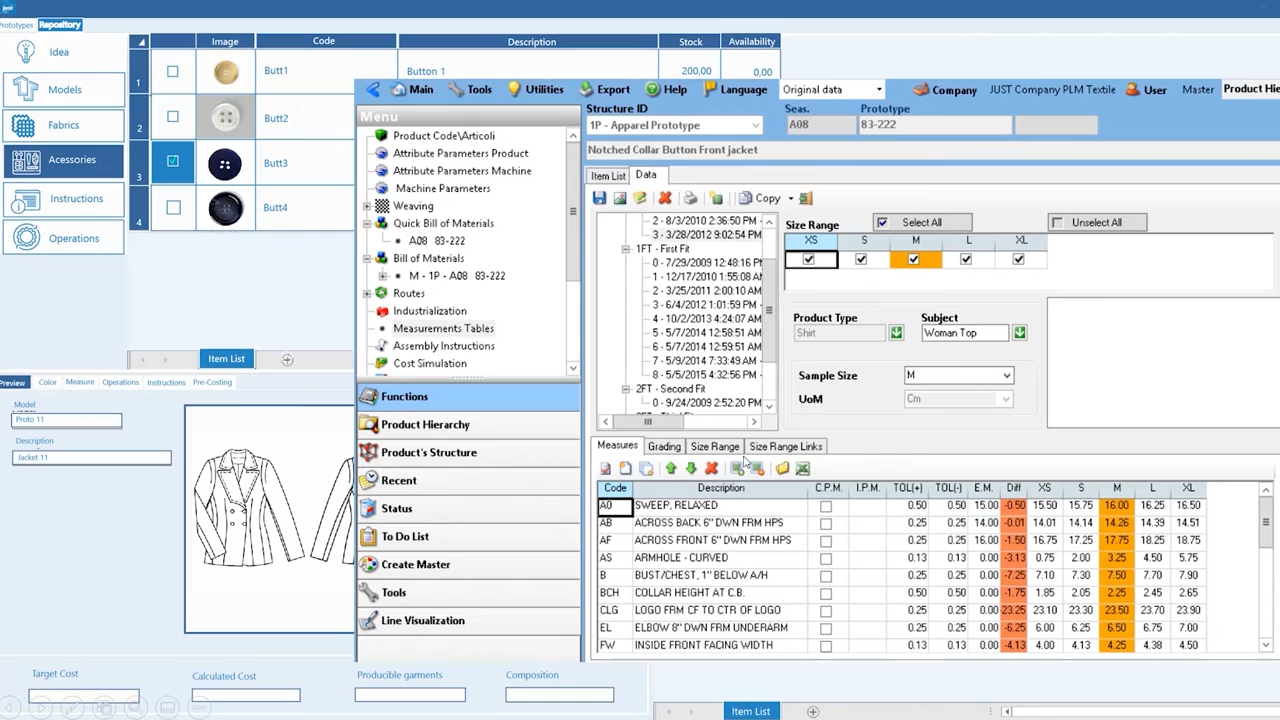 just
Prototypes Repository
Idea
Models
Fabrics
Acessories
Instructions
Operations
Image Code Description Stock Availability
1 Butt1 Button 1 200,00 0,00
2 Butt2
3 Butt3
4 Butt4
Item List
Preview Color Measure Operations Instructions Pre-Costing
Model
Proto 11
Description
Jacket 11
Target Cost Calculated Cost Producible garments Composition
Main Tools Utilities Export Help Language Original data Company JUST Company PLM Textile User Master Product Hie
Menu
Product Code\Articoli
Attribute Parameters Product
Attribute Parameters Machine
Machine Parameters
Weaving
Quick Bill of Materials
A08 83-222
Bill of Materials
M - 1P - A08 83-222
Routes
Industrialization
Measurements Tables
Assembly Instructions
Cost Simulation
Functions
Product Hierarchy
Product's Structure
Recent
Status
To Do List
Create Master
Tools
Line Visualization
Structure ID Seas. Prototype
1P - Apparel Prototype A08 83-222
Notched Collar Button Front jacket
Item List Data
Copy
2 - 8/3/2010 2:36:50 PM -
3 - 3/28/2012 9:02:54 PM
1FT - First Fit
0 - 7/29/2009 12:48:16 P
1 - 12/17/2010 1:55:08 A
2 - 3/25/2011 2:00:10 AM
3 - 6/4/2012 1:01:59 PM
4 - 10/2/2013 4:24:07 AM
5 - 5/7/2014 12:58:51 AM
6 - 5/7/2014 12:59:51 AM
7 - 5/9/2014 7:33:49 AM -
8 - 5/5/2015 4:32:56 PM -
2FT - Second Fit
0 - 9/24/2009 2:52:20 PM
Size Range Select All Unselect All
XS S M L XL
Product Type Subject
Shirt Woman Top
Sample Size M
UoM Cm
Measures Grading Size Range Size Range Links
Code Description C.P.M. I.P.M. TOL(+) TOL(-) E.M. Diff XS S M L XL
A0 SWEEP, RELAXED 0.50 0.50 15.00 -0.50 15.50 15.75 16.00 16.25 16.50
AB ACROSS BACK 6" DWN FRM HPS 0.25 0.25 14.00 -0.01 14.01 14.14 14.26 14.39 14.51
AF ACROSS FRONT 6" DWN FRM HPS 0.25 0.25 16.00 -1.50 16.75 17.25 17.75 18.25 18.75
AS ARMHOLE - CURVED 0.13 0.13 0.00 -3.13 0.75 2.00 3.25 4.50 5.75
B BUST/CHEST, 1" BELOW A/H 0.25 0.25 0.00 -7.25 7.10 7.30 7.50 7.70 7.90
BCH COLLAR HEIGHT AT C.B. 0.50 0.50 0.00 -1.75 1.85 2.05 2.25 2.45 2.65
CLG LOGO FRM CF TO CTR OF LOGO 0.25 0.25 0.00 23.25 23.10 23.30 23.50 23.70 23.90
EL ELBOW 8" DWN FRM UNDERARM 0.25 0.25 0.00 -6.25 6.00 6.25 6.50 6.75 7.00
FW INSIDE FRONT FACING WIDTH 0.25 0.25 0.00 -4.13 4.00 4.13 4.25 4.38 4.50
Item List